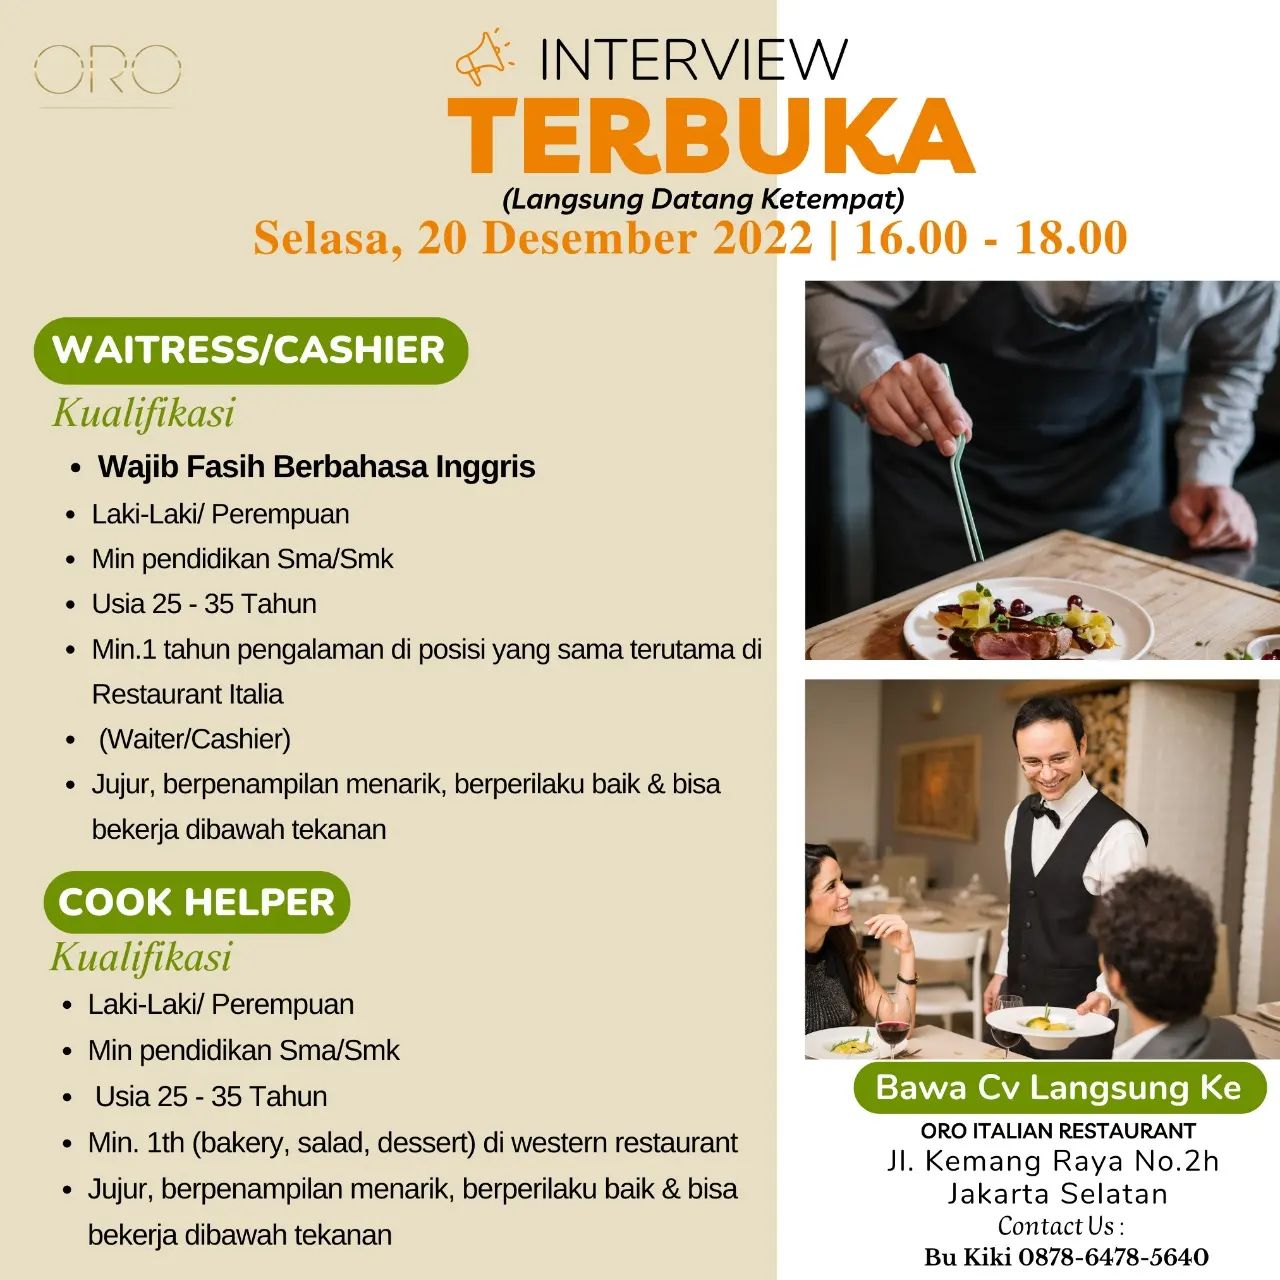 ORO
INTERVIEW
TERBUKA
(Langsung Datang Ketempat)
Selasa, 20 Desember 2022 | 16.00 - 18.00
WAITRESS/CASHIER
Kualifikasi
• Wajib Fasih Berbahasa Inggris
• Laki-Laki/ Perempuan
• Min pendidikan Sma/Smk
• Usia 25 - 35 Tahun
• Min.1 tahun pengalaman di posisi yang sama terutama di
Restaurant Italia
• (Waiter/Cashier)
• Jujur, berpenampilan menarik, berperilaku baik & bisa
bekerja dibawah tekanan
COOK HELPER
Kualifikasi
• Laki-Laki/ Perempuan
• Min pendidikan Sma/Smk
• Usia 25 - 35 Tahun
• Min. 1th (bakery, salad, dessert) di western restaurant
• Jujur, berpenampilan menarik, berperilaku baik & bisa
bekerja dibawah tekanan
Bawa Cv Langsung Ke
ORO ITALIAN RESTAURANT
Jl. Kemang Raya No.2h
Jakarta Selatan
Contact Us :
Bu Kiki 0878-6478-5640